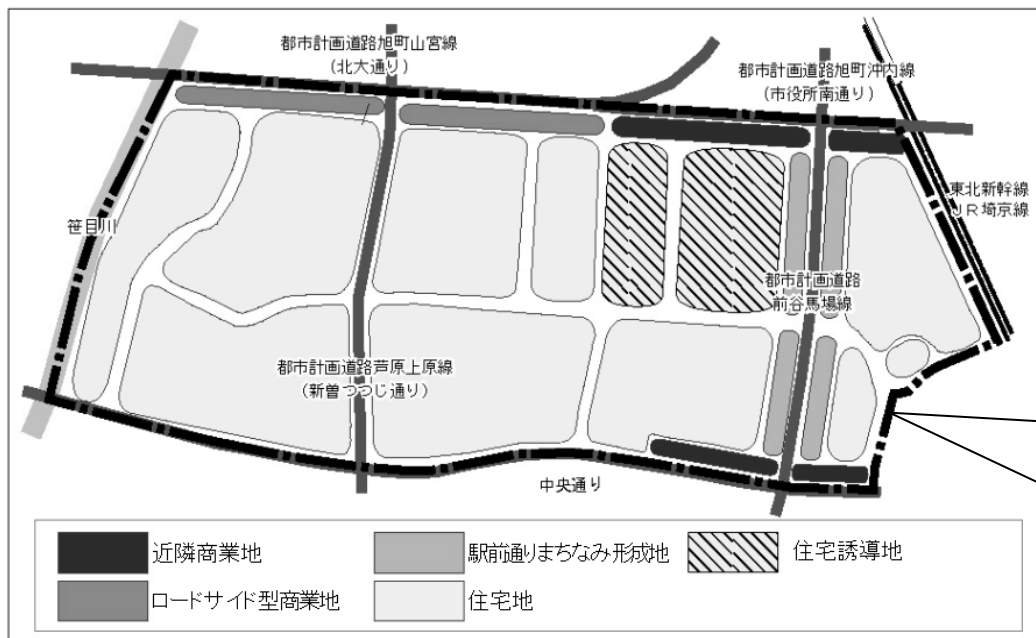 都市計画道路旭町山宮線
(北大通り)
都市計画道路旭町沖内線
(市役所南通り)
東北新幹線
JR埼京線
笹目川
都市計画道路
前谷馬場線
都市計画道路芦原上原線
(新曽つつじ通り)
中央通り
近隣商業地
駅前通りまちなみ形成地
住宅誘導地
ロードサイド型商業地
住宅地